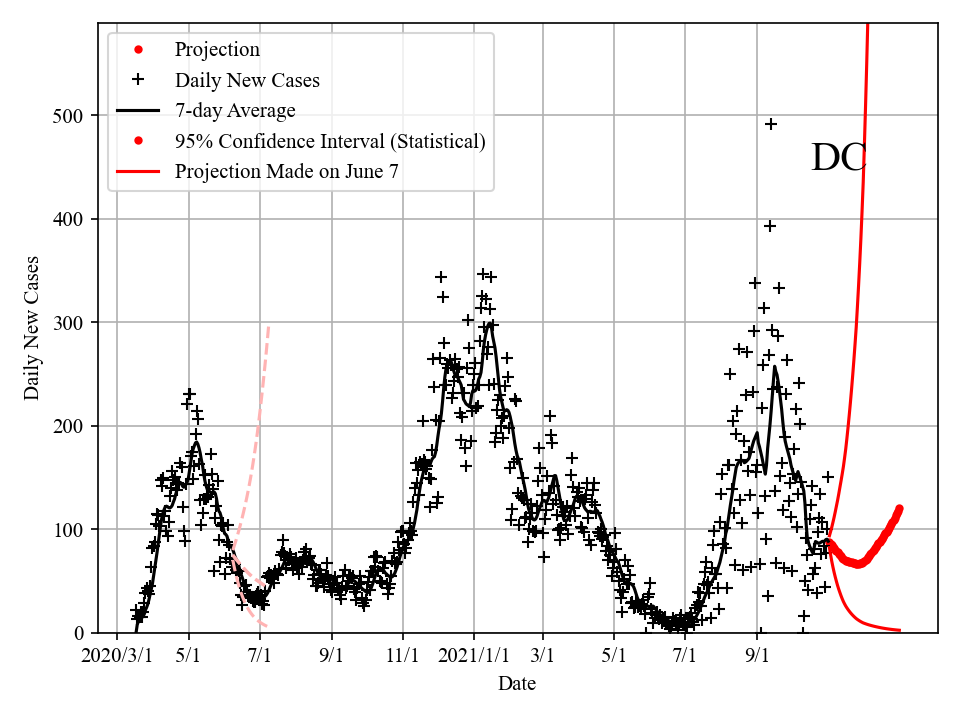 Projection
Daily New Cases
7-day Average
95% Confidence Interval (Statistical)
Projection Made on June 7
DC
500
400
300
200
100
0
Daily New Cases
2020/3/1 5/1 7/1 9/1 11/1 2021/1/1 3/1 5/1 7/1 9/1
Date